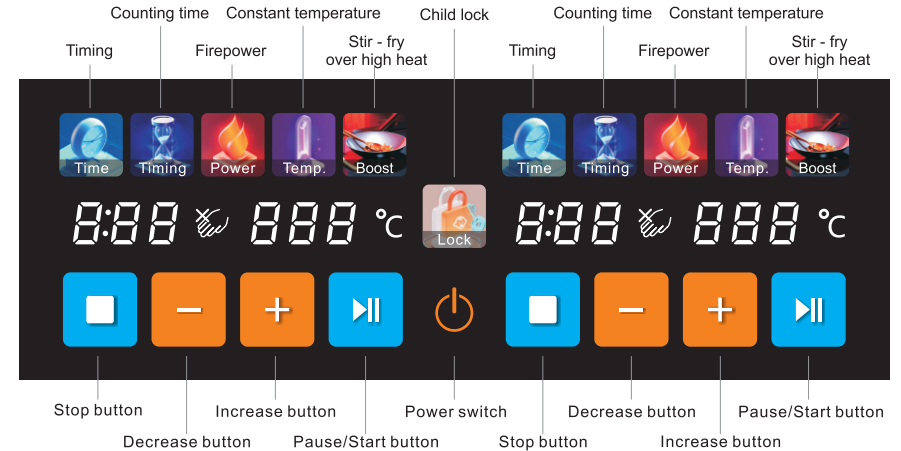 Counting time Constant temperature Child lock Counting time Constant temperature
Timing Firepower Stir - fry
over high heat
Timing Firepower Stir - fry
over high heat
Time Timing Power Temp. Boost
Time Timing Power Temp. Boost
8:88 888 °C
Lock
8:88 888 °C
Stop button Increase button Power switch Decrease button Pause/Start button
Decrease button Pause/Start button Stop button Increase button